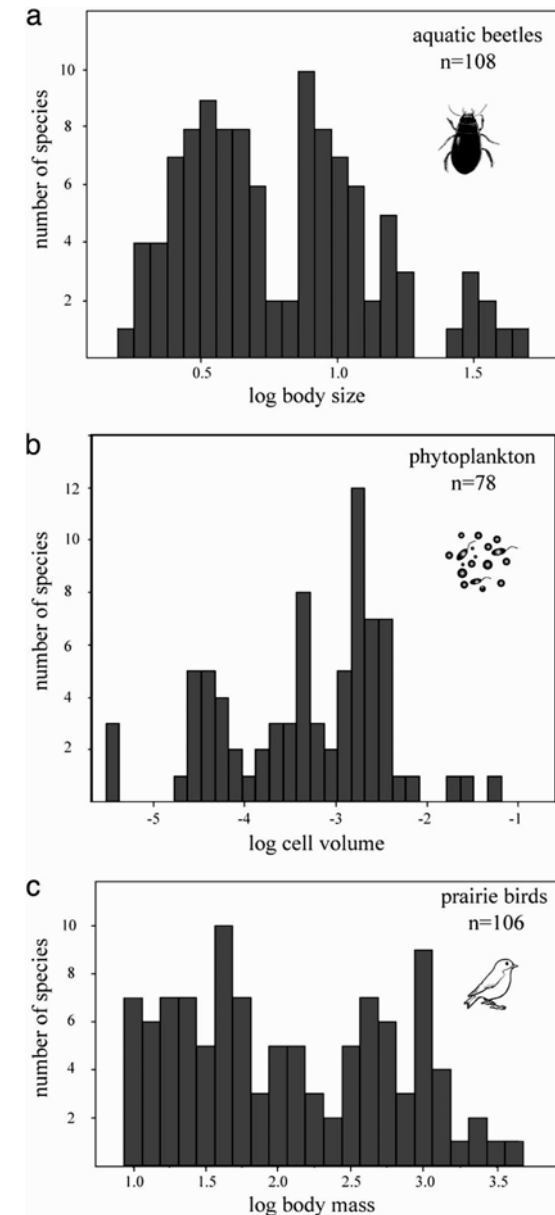 a
aquatic beetles
n=108
10
8
6
4
2
number of species
0.5 1.0 1.5
log body size
b
phytoplankton
n=78
12
10
8
6
4
2
number of species
-5 -4 -3 -2 -1
log cell volume
c
prairie birds
n=106
10
8
6
4
2
number of species
1.0 1.5 2.0 2.5 3.0 3.5
log body mass